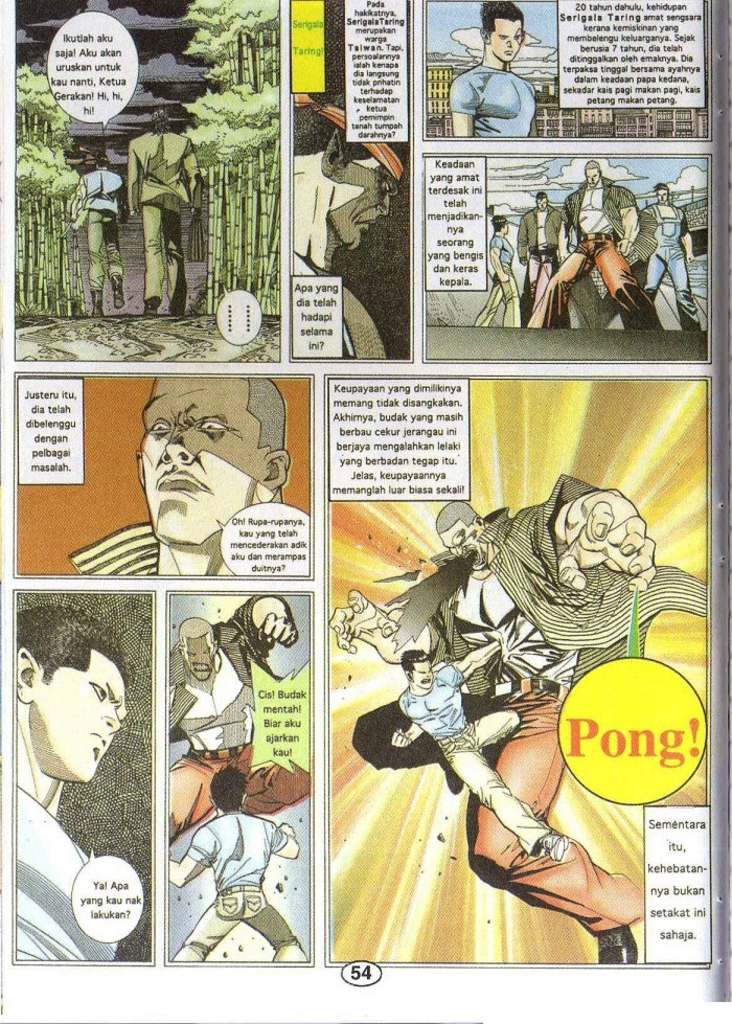 Ikutlah aku
saja! Aku akan
uruskan untuk
kau nanti, Ketua
Gerakan! Hi, hi,
hi!
Serigala
Taring!
Pada
hakikatnya,
Serigala Taring
merupakan
warga
Taiwan. Tapi,
persoalannya
ialah kenapa
dia langsung
tidak prihatin
terhadap
keselamatan
ketua
pemimpin
tanah tumpah
darahnya?
Apa yang
dia telah
hadapi
selama
ini?
20 tahun dahulu, kehidupan
Serigala Taring amat sengsara
kerana kemiskinan yang
membelengu keluarganya. Sejak
berusia 7 tahun, dia telah
ditinggalkan oleh emaknya. Dia
terpaksa tinggal bersama ayahnya
dalam keadaan papa kedana,
sekadar kais pagi makan pagi, kais
petang makan petang.
Keadaan
yang amat
terdesak ini
telah
menjadikan-
nya
seorang
yang bengis
dan keras
kepala.
Justeru itu,
dia telah
dibelenggu
dengan
pelbagai
masalah.
Oh! Rupa-rupanya,
kau yang telah
mencederakan adik
aku dan merampas
duitnya?
Ya! Apa
yang kau nak
lakukan?
Cis! Budak
mentah!
Biar aku
ajarkan
kau!
Keupayaan yang dimilikinya
memang tidak disangkakan.
Akhirnya, budak yang masih
berbau cekur jerangau ini
berjaya mengalahkan lelaki
yang berbadan tegap itu.
Jelas, keupayaannya
memanglah luar biasa sekali!
Pong!
Sementara
itu,
kehebatan-
nya bukan
setakat ini
sahaja.
54